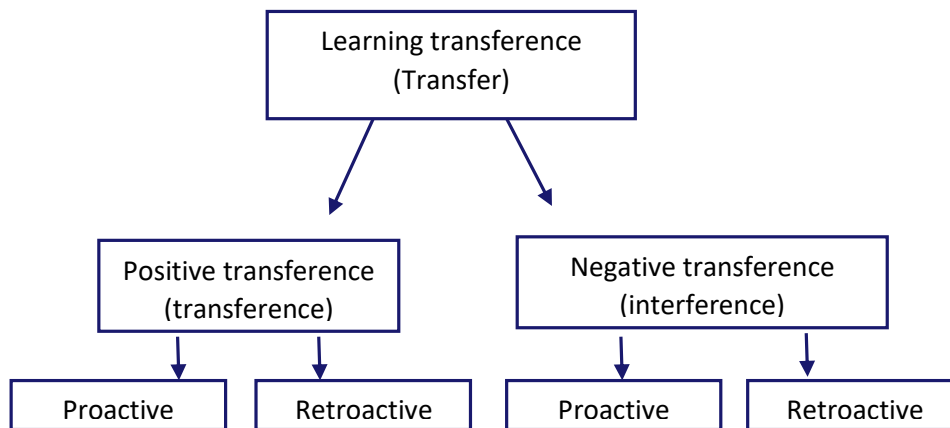 Learning transference
(Transfer)
Positive transference
(transference)
Negative transference
(interference)
Proactive
Retroactive
Proactive
Retroactive